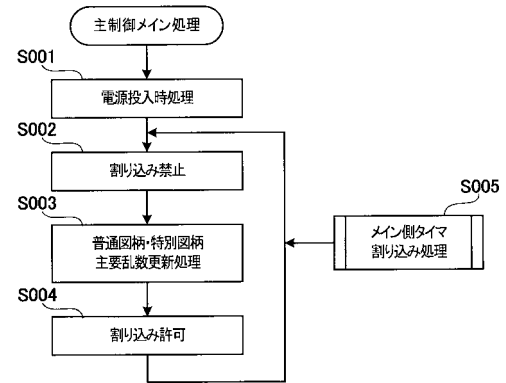 主制御メイン処理
S001
電源投入時処理
S002
割り込み禁止
S003
普通図柄・特別図柄
主要乱数更新処理
S004
割り込み許可
S005
メイン側タイマ
割り込み処理